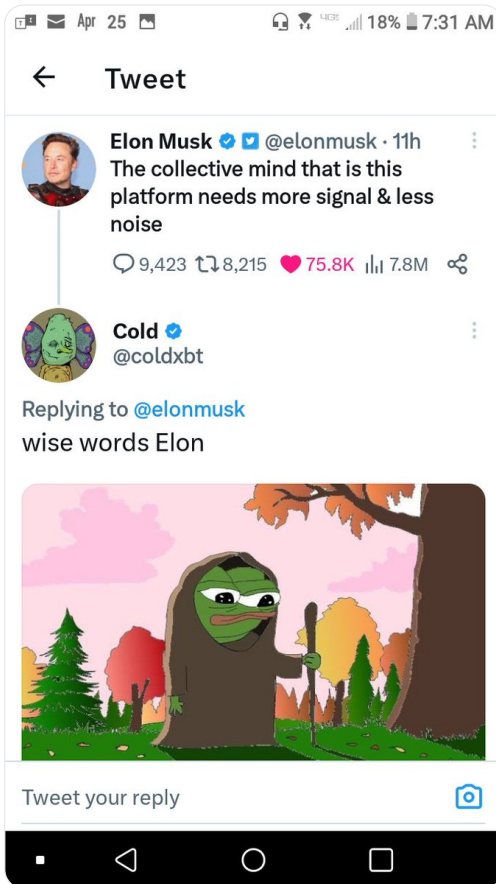 Apr 25 18% 7:31 AM
Tweet
Elon Musk @elonmusk · 11h
The collective mind that is this
platform needs more signal & less
noise
9,423 8,215 75.8K 7.8M
Cold
@coldxbt
Replying to @elonmusk
wise words Elon
Tweet your reply